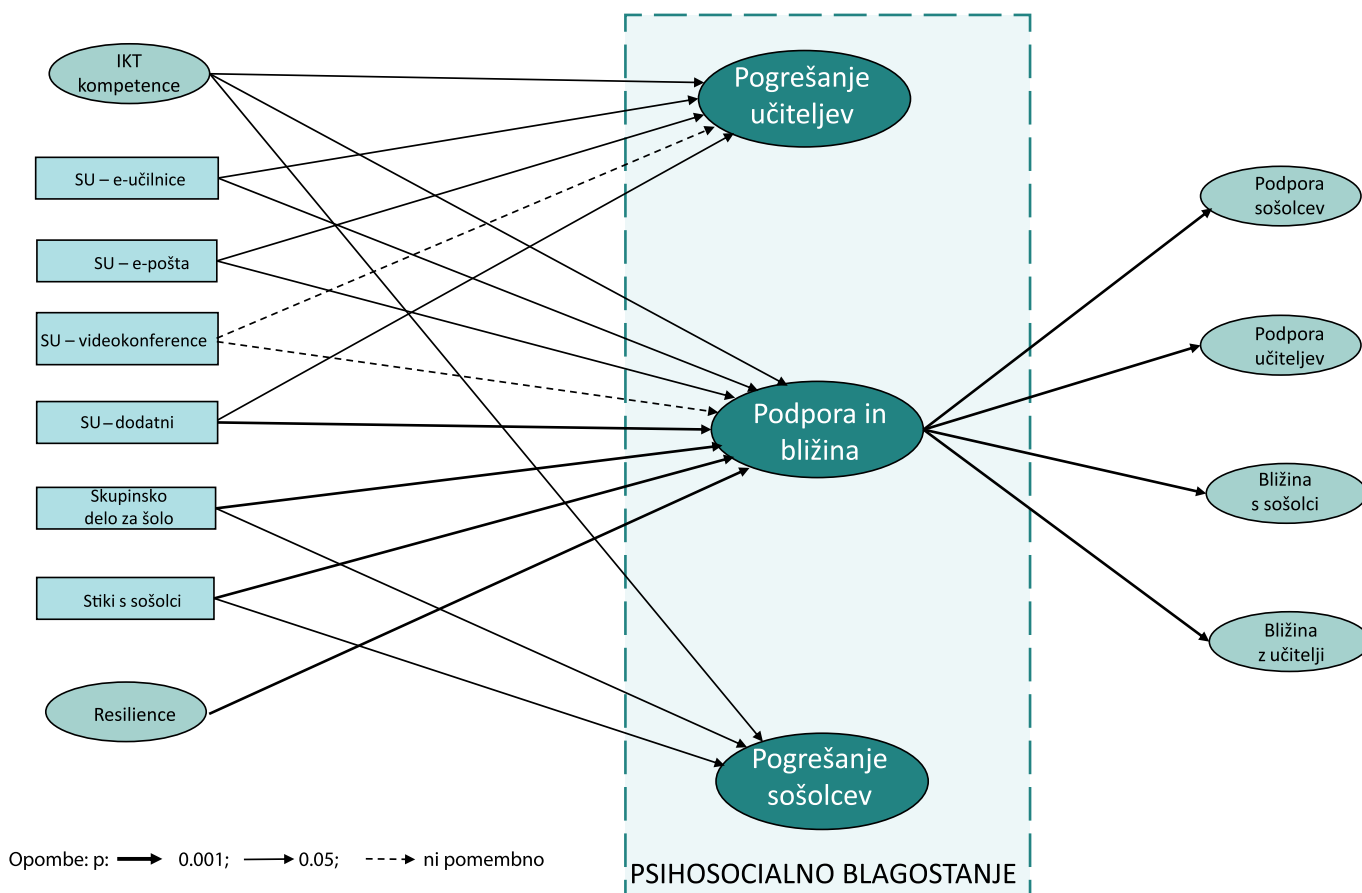 IKT
kompetence
SU – e-učilnice
SU – e-pošta
SU – videokonference
SU – dodatni
Skupinsko
delo za šolo
Stiki s sošolci
Resilience
Pogrešanje
učiteljev
Podpora in
bližina
Pogrešanje
sošolcev
Podpora
sošolcev
Podpora
učiteljev
Bližina
s sošolci
Bližina
z učitelji
Opombe: p: 0.001; 0.05; ni pomembno
PSIHOSOCIALNO BLAGOSTANJE